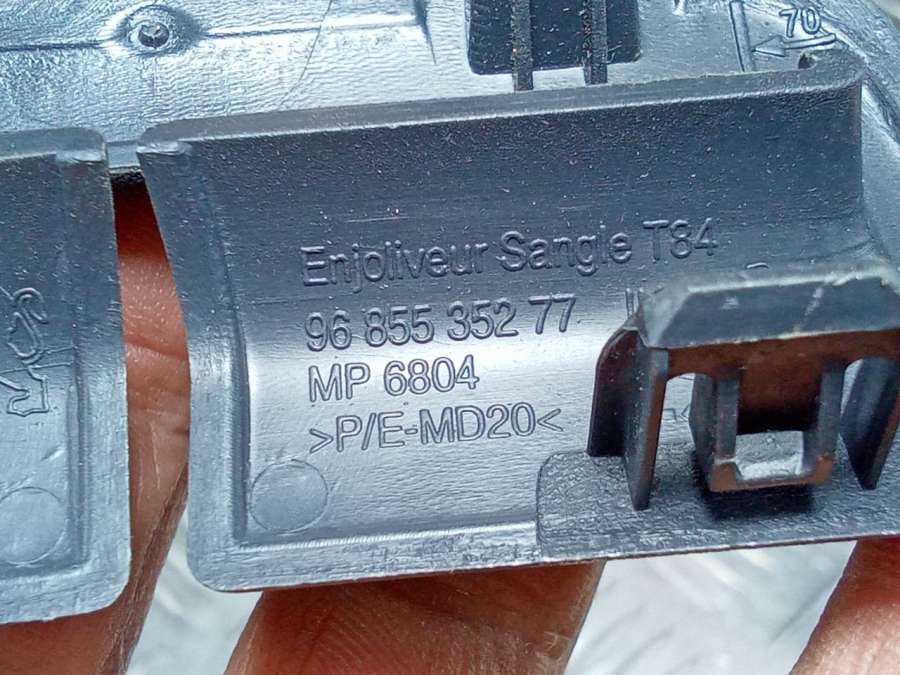 70
Enjoliveur Sangle T84
96 855 352 77
MP 6804
>P/E-MD20<